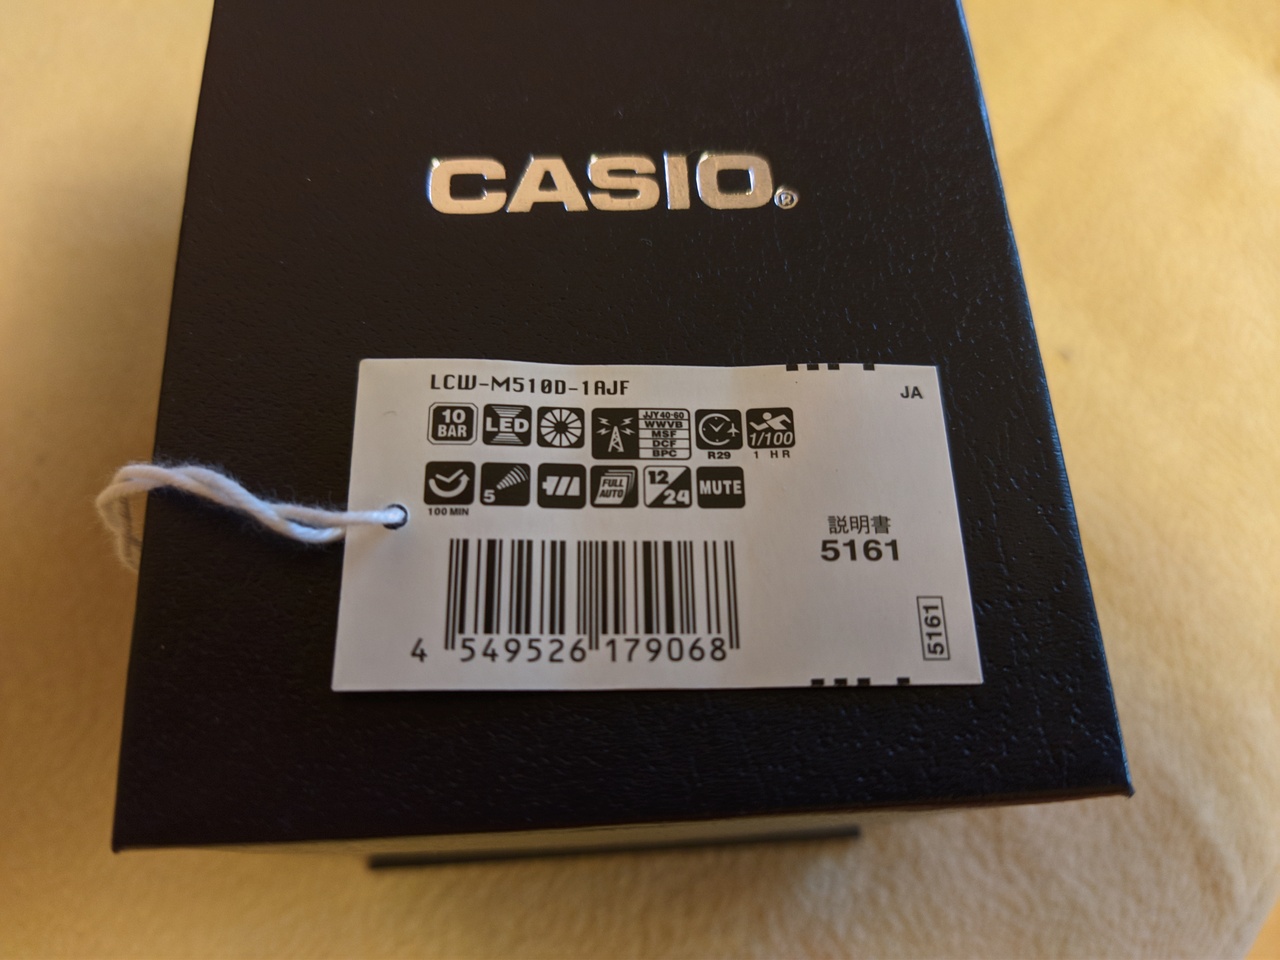 CASIO®
LCW-M510D-1AJF
JA
10 BAR
LED
JJY40·60
WWVB
MSF
DCF
BPC
R29
1/100
1 HR
100 MIN
5
FULL AUTO
12/24
MUTE
説明書
5161
5161
4 549526 179068